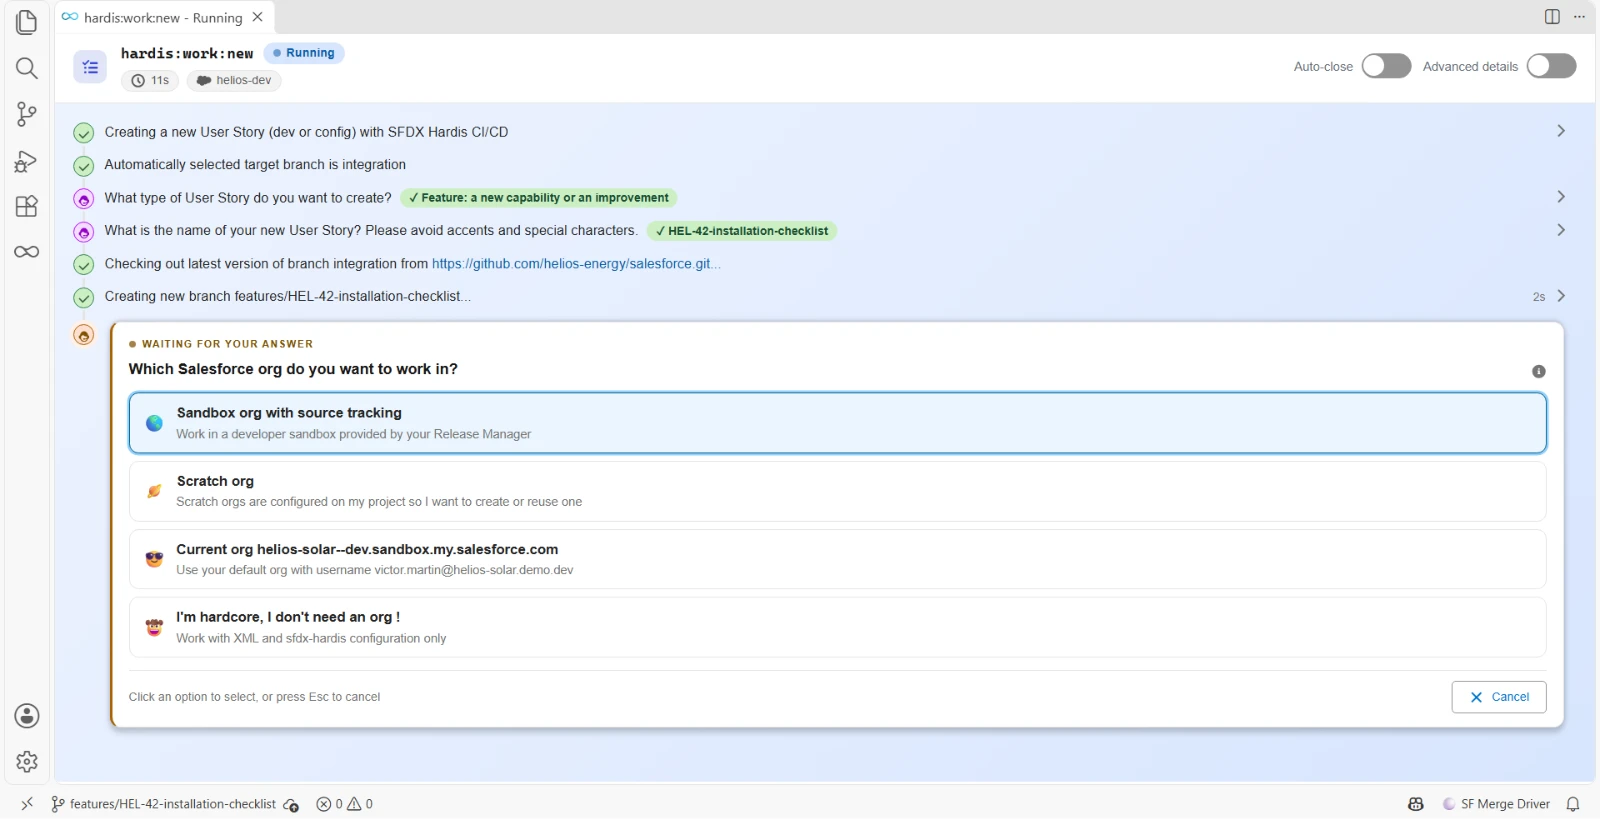 hardis:work:new - Running
hardis:work:new
Running
11s
helios-dev
Auto-close
Advanced details
Creating a new User Story (dev or config) with SFDX Hardis CI/CD
Automatically selected target branch is integration
What type of User Story do you want to create? ✓ Feature: a new capability or an improvement
What is the name of your new User Story? Please avoid accents and special characters. ✓ HEL-42-installation-checklist
Checking out latest version of branch integration from https://github.com/helios-energy/salesforce.git...
Creating new branch features/HEL-42-installation-checklist...
2s
WAITING FOR YOUR ANSWER
Which Salesforce org do you want to work in?
Sandbox org with source tracking
Work in a developer sandbox provided by your Release Manager
Scratch org
Scratch orgs are configured on my project so I want to create or reuse one
Current org helios-solar--dev.sandbox.my.salesforce.com
Use your default org with username victor.martin@helios-solar.demo.dev
I'm hardcore, I don't need an org !
Work with XML and sfdx-hardis configuration only
Click an option to select, or press Esc to cancel
Cancel
features/HEL-42-installation-checklist
0
0
SF Merge Driver